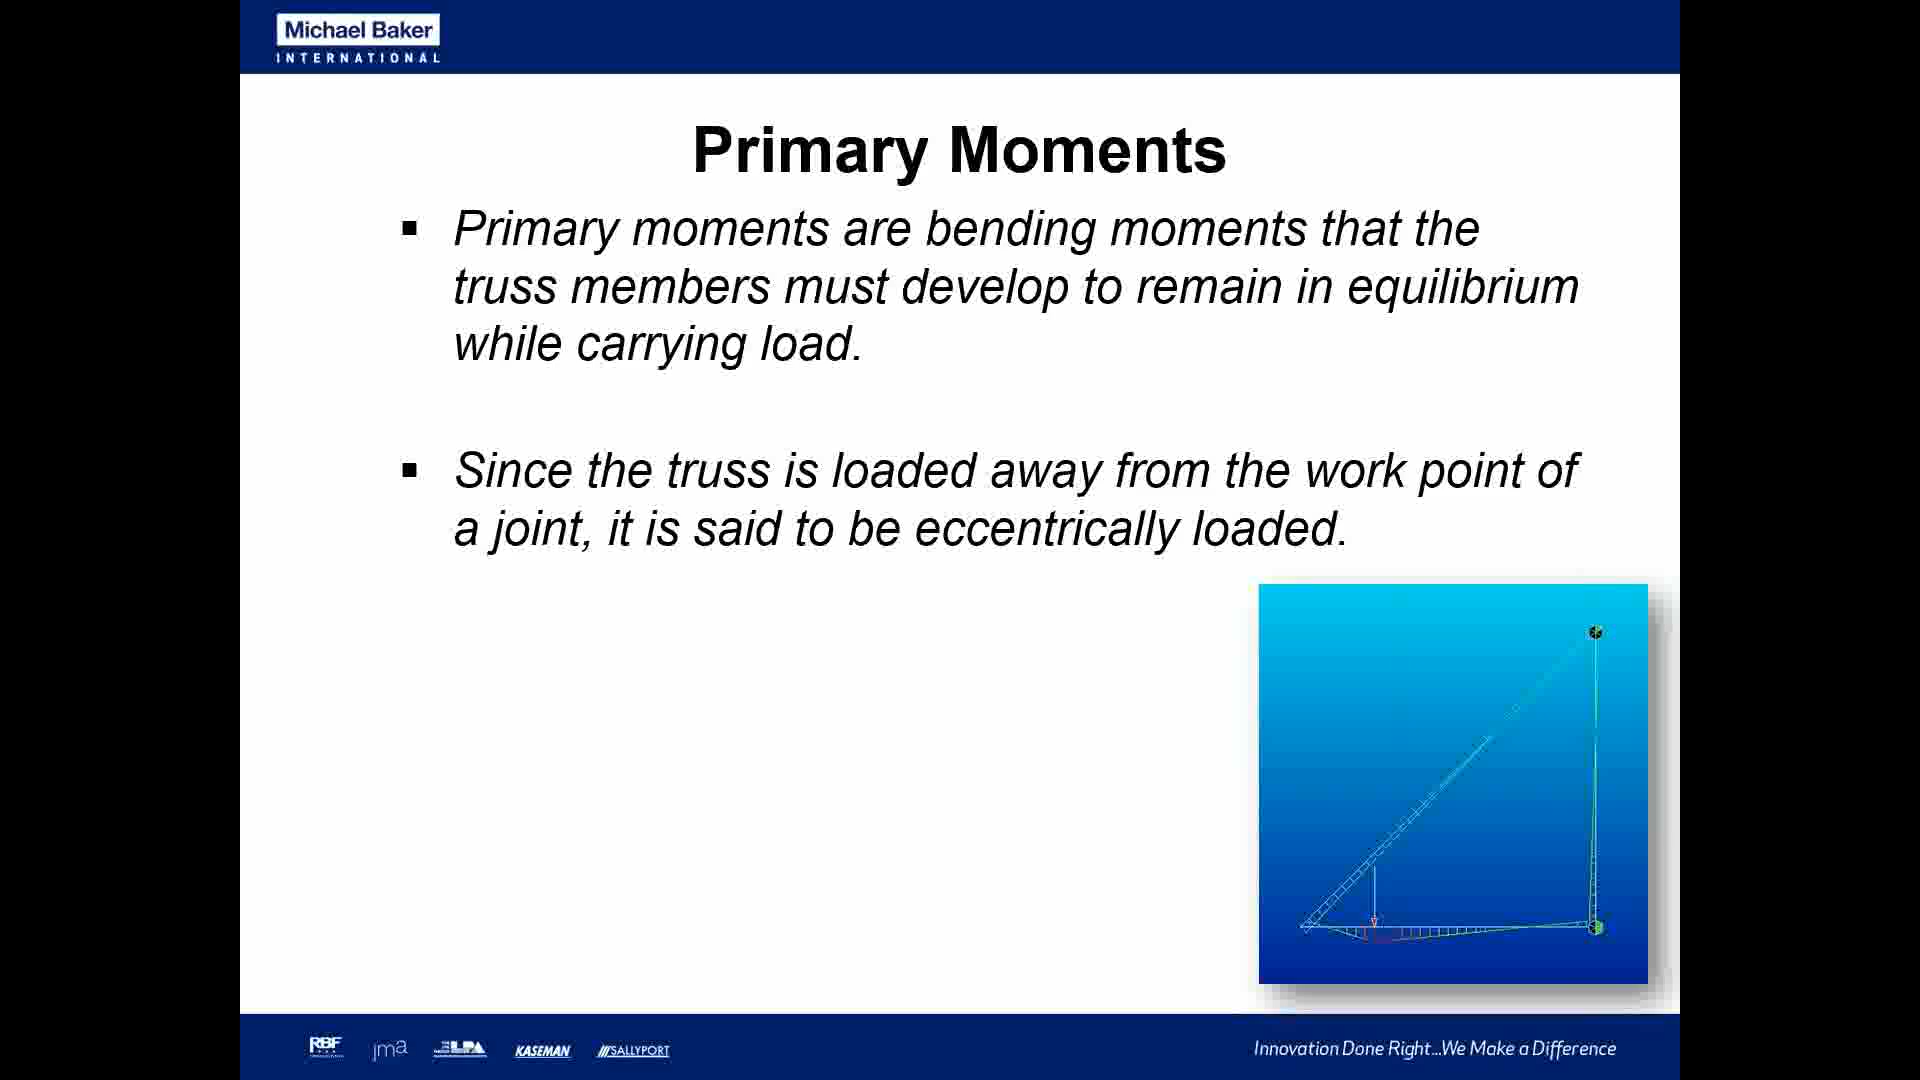 Michael Baker
INTERNATIONAL
Primary Moments
▪ Primary moments are bending moments that the
truss members must develop to remain in equilibrium
while carrying load.
▪ Since the truss is loaded away from the work point of
a joint, it is said to be eccentrically loaded.
RBF
jma
LPA
KASEMAN
SALLYPORT
Innovation Done Right...We Make a Difference